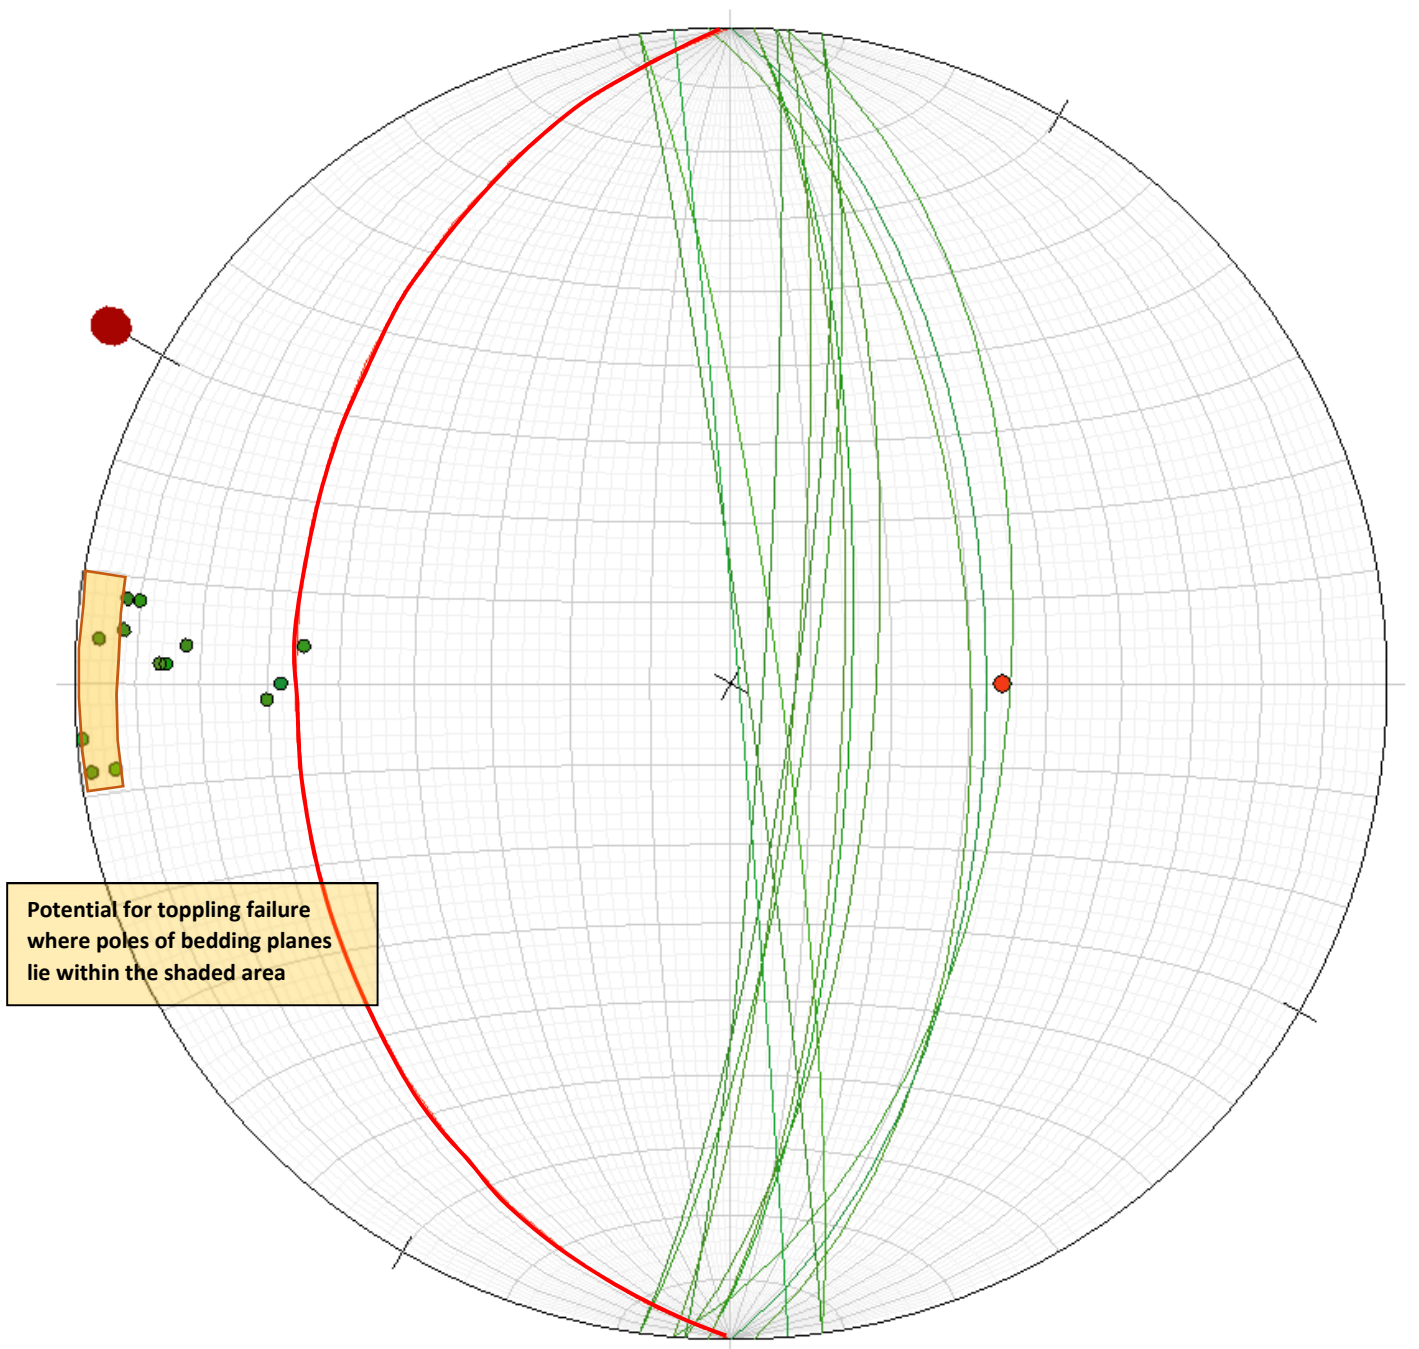 Potential for toppling failure
where poles of bedding planes
lie within the shaded area